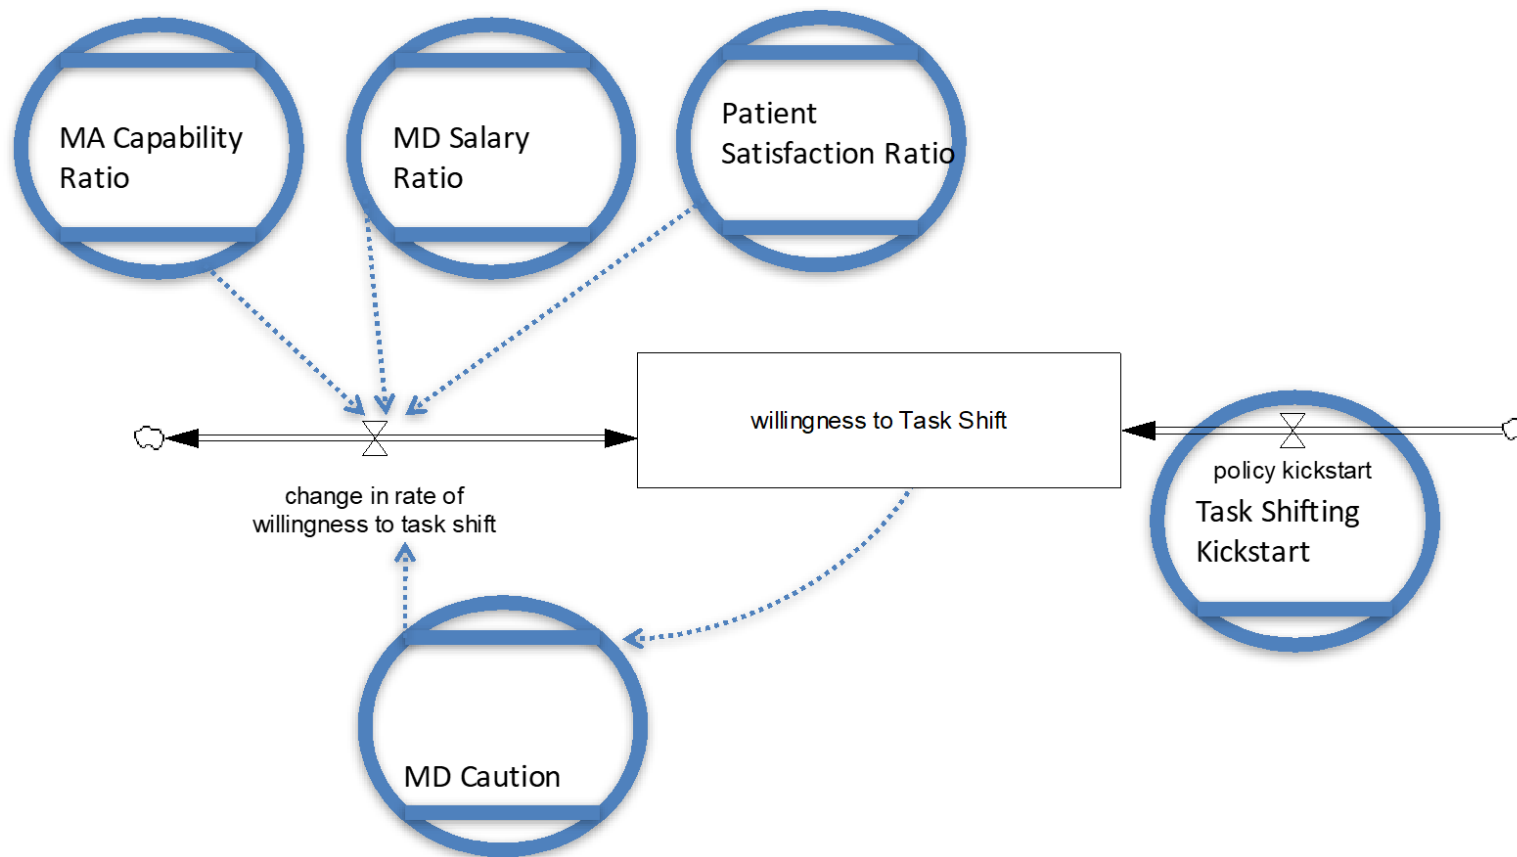 MA Capability
Ratio
MD Salary
Ratio
Patient
Satisfaction Ratio
willingness to Task Shift
policy kickstart
Task Shifting
Kickstart
change in rate of
willingness to task shift
MD Caution